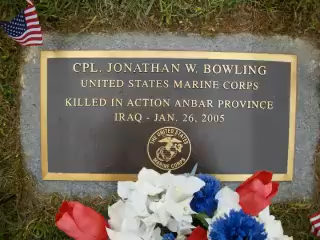 CPL. JONATHAN W. BOWLING
UNITED STATES MARINE CORPS
KILLED IN ACTION ANBAR PROVINCE
IRAQ - JAN. 26, 2005